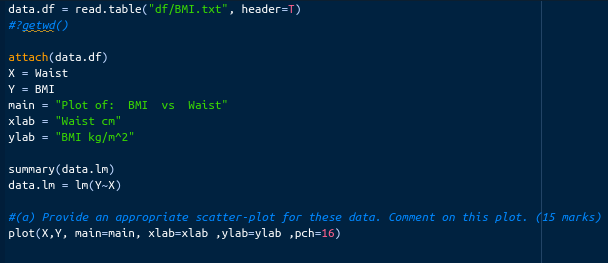 data.df = read.table("df/BMI.txt", header=T)
#?getwd()
attach(data.df)
X = Waist
Y = BMI
main = "Plot of:  BMI  vs  Waist"
xlab = "Waist cm"
ylab = "BMI kg/m^2"
summary(data.lm)
data.lm = lm(Y~X)
#(a) Provide an appropriate scatter-plot for these data. Comment on this plot. (15 marks)
plot(X,Y, main=main, xlab=xlab ,ylab=ylab ,pch=16)